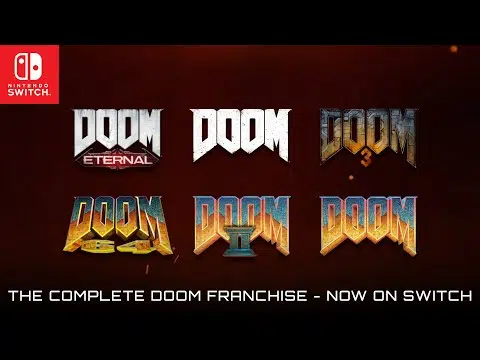 NINTENDO
SWITCH
DOOM
ETERNAL
DOOM
DOOM
3
DOOM
64
DOOM
II
DOOM
THE COMPLETE DOOM FRANCHISE - NOW ON SWITCH